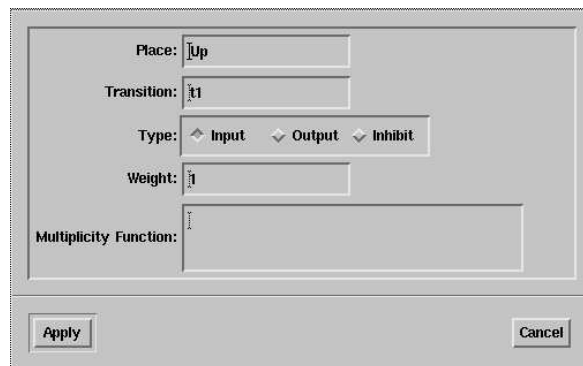 Place: Up
Transition: t1
Type: Input Output Inhibit
Weight: 1
Multiplicity Function:
Apply Cancel